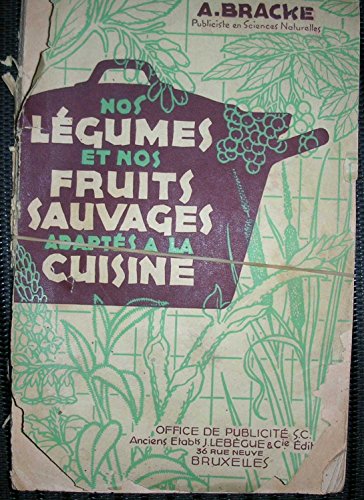 A.BRACKE
Publiciste en Sciences Naturelles
NOS
LÉGUMES
ET NOS
FRUITS
SAUVAGES
ADAPTÉS A LA
CUISINE
OFFICE DE PUBLICITÉ S.C.
Anciens Etabls J.LEBÈGUE & Cie Edit
36 RUE NEUVE
BRUXELLES